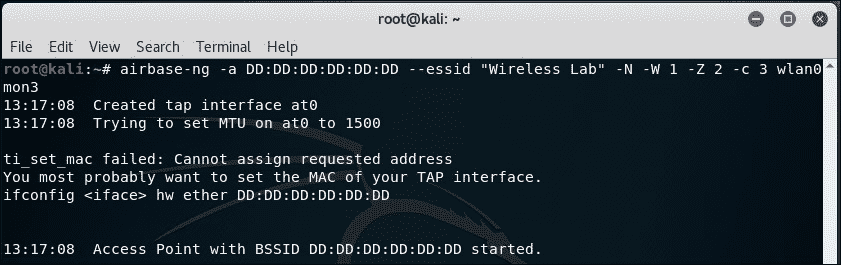 root@kali: ~
File Edit View Search Terminal Help
root@kali:~# airbase-ng -a DD:DD:DD:DD:DD:DD --essid "Wireless Lab" -N -W 1 -Z 2 -c 3 wlan0
mon3
13:17:08  Created tap interface at0
13:17:08  Trying to set MTU on at0 to 1500
ti_set_mac failed: Cannot assign requested address
You most probably want to set the MAC of your TAP interface.
ifconfig <iface> hw ether DD:DD:DD:DD:DD:DD
13:17:08  Access Point with BSSID DD:DD:DD:DD:DD:DD started.